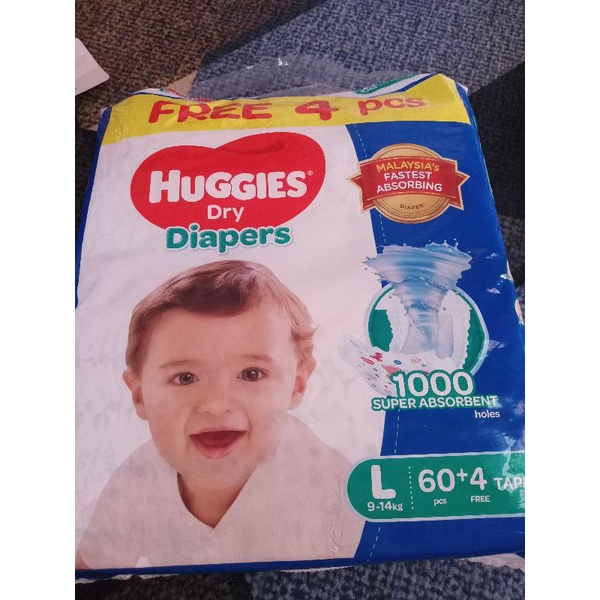 FREE 4 pcs
HUGGIES®
Dry
Diapers
MALAYSIA's
FASTEST
ABSORBING
DIAPER
1000
SUPER ABSORBENT
holes
L
9-14kg
60+4
pcs FREE